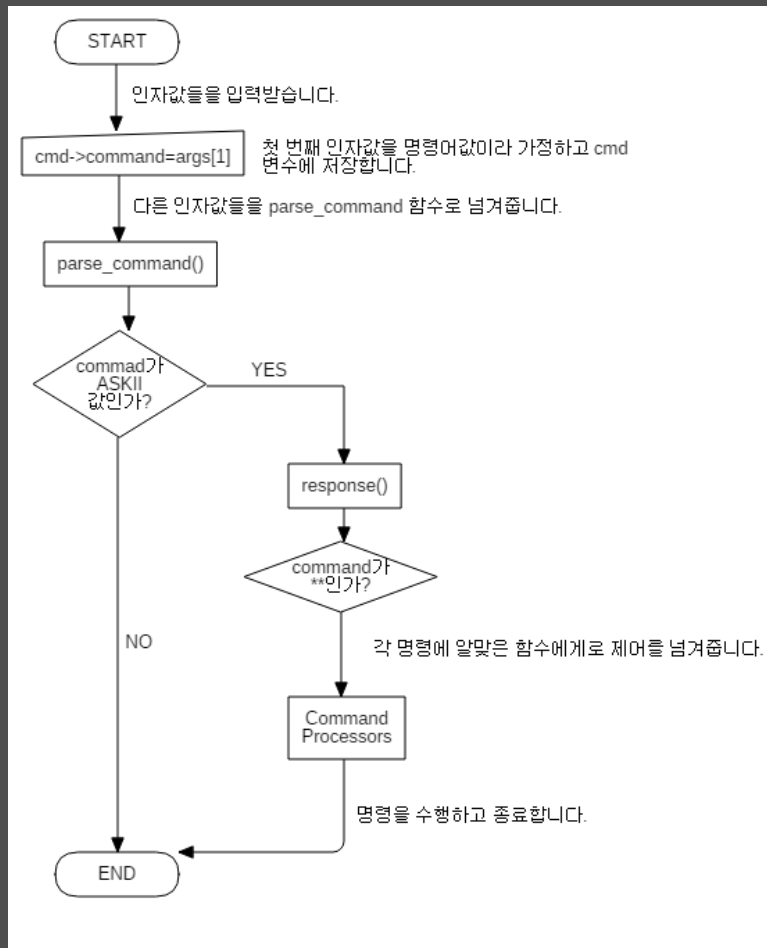 START
인자값들을 입력받습니다.
cmd->command=args[1]
첫 번째 인자값을 명령어값이라 가정하고 cmd
변수에 저장합니다.
다른 인자값들을 parse_command 함수로 넘겨줍니다.
parse_command()
commad가
ASKII
값인가?
YES
response()
command가
**인가?
NO
각 명령에 알맞은 함수에게로 제어를 넘겨줍니다.
Command
Processors
명령을 수행하고 종료합니다.
END